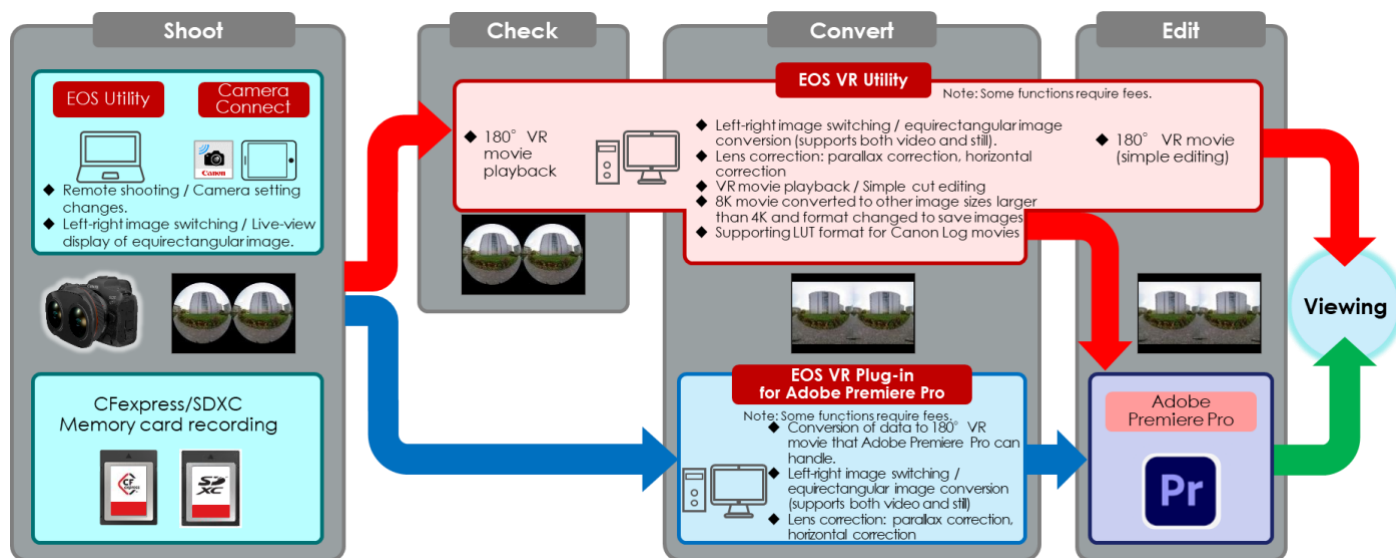 Shoot
Check
Convert
Edit
EOS Utility
Camera
Connect
Canon
◆ Remote shooting / Camera setting
changes.
◆ Left-right image switching / Live-view
display of equirectangular image.
CFexpress/SDXC
Memory card recording
CF
express
SD
XC
EOS VR Utility
Note: Some functions require fees.
◆ 180° VR
movie
playback
◆ Left-right image switching / equirectangular image
conversion (supports both video and still).
◆ Lens correction: parallax correction, horizontal
correction
◆ VR movie playback / Simple cut editing
◆ 8K movie converted to other image sizes larger
than 4K and format changed to save images
◆ Supporting LUT format for Canon Log movies
◆ 180° VR movie
(simple editing)
EOS VR Plug-in
for Adobe Premiere Pro
Note: Some functions require fees.
◆ Conversion of data to 180° VR
movie that Adobe Premiere Pro can
handle.
◆ Left-right image switching /
equirectangular image conversion
(supports both video and still)
◆ Lens correction: parallax correction,
horizontal correction
Adobe
Premiere Pro
Pr
Viewing